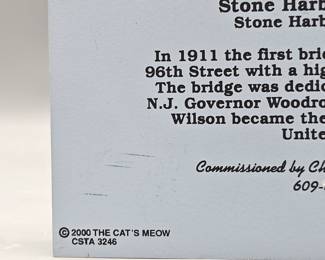 Stone Harb
Stone Harb
In 1911 the first brid
96th Street with a hig
The bridge was dedic
N.J. Governor Woodro
Wilson became the
Unite
Commissioned by Ch
609-
© 2000 THE CAT'S MEOW
CSTA 3246